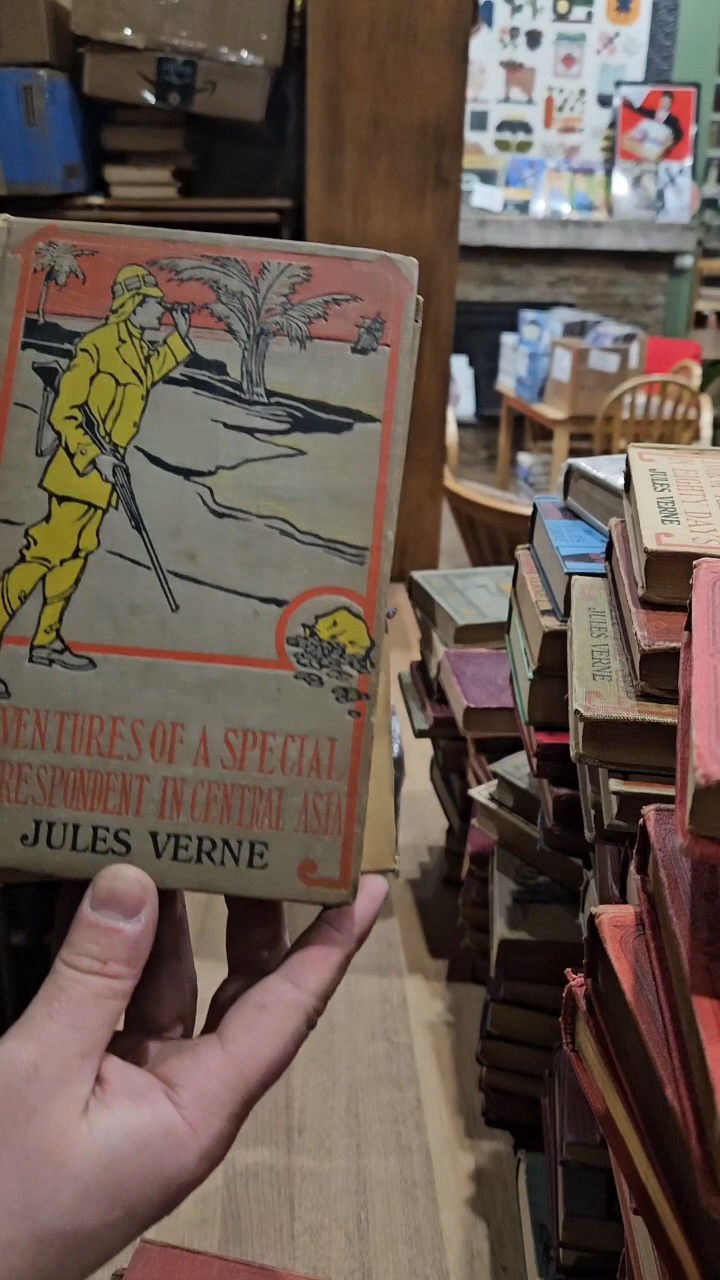 VENTURES OF A SPECIAL
RESPONDENT IN CENTRAL ASIA
JULES VERNE
EIGHTY DAYS
JULES VERNE
JULES VERNE